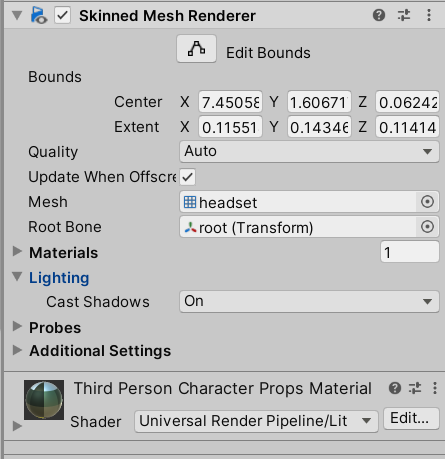 Skinned Mesh Renderer
Edit Bounds
Bounds
Center X 7.45058 Y 1.60671 Z 0.06242
Extent X 0.11551 Y 0.14346 Z 0.11414
Quality Auto
Update When Offscre
Mesh headset
Root Bone root (Transform)
Materials 1
Lighting
Cast Shadows On
Probes
Additional Settings
Third Person Character Props Material
Shader Universal Render Pipeline/Lit Edit...